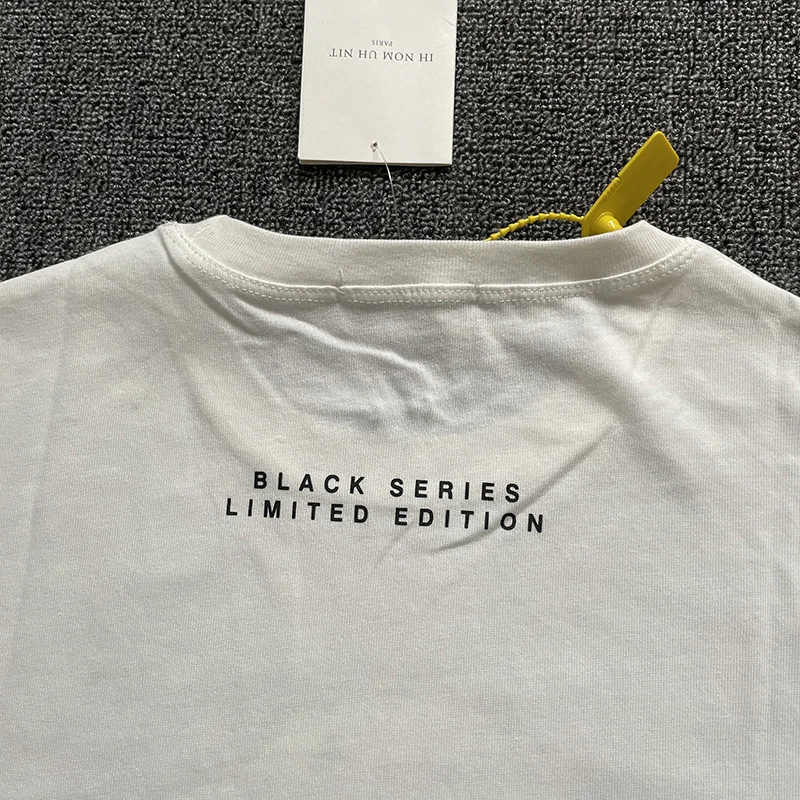 IH NOM UH NIT
PARIS
BLACK SERIES
LIMITED EDITION